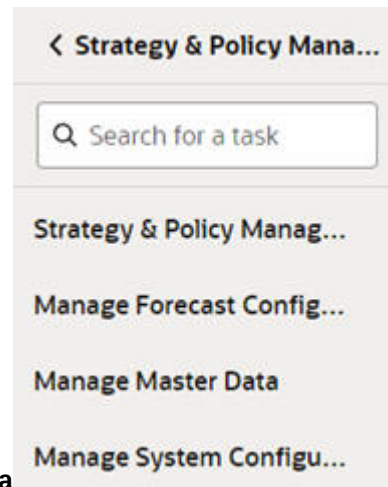 Strategy & Policy Mana...
Search for a task
Strategy & Policy Manag...
Manage Forecast Config...
Manage Master Data
Manage System Configu...
a